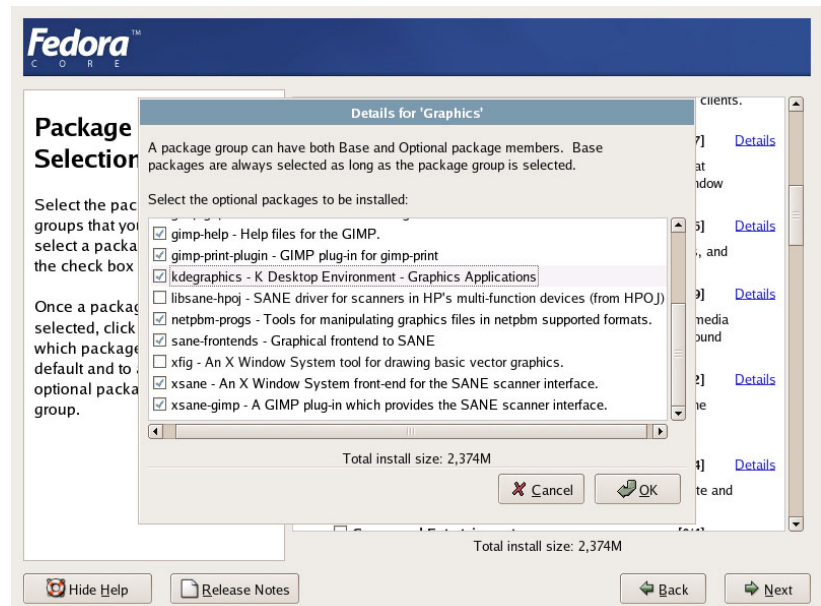 Fedora™
CORE
Package
Selection
Select the pac
groups that you
select a packa
the check box
Once a packag
selected, click
which package
default and to
optional packa
group.
clients.
Details
at
ndow
Details
, and
Details
media
ound
Details
ne
Details
te and
Details for 'Graphics'
A package group can have both Base and Optional package members. Base
packages are always selected as long as the package group is selected.
Select the optional packages to be installed:
gimp-help - Help files for the GIMP.
gimp-print-plugin - GIMP plug-in for gimp-print
kdegraphics - K Desktop Environment - Graphics Applications
libsane-hpoj - SANE driver for scanners in HP's multi-function devices (from HPOJ)
netpbm-progs - Tools for manipulating graphics files in netpbm supported formats.
sane-frontends - Graphical frontend to SANE
xfig - An X Window System tool for drawing basic vector graphics.
xsane - An X Window System front-end for the SANE scanner interface.
xsane-gimp - A GIMP plug-in which provides the SANE scanner interface.
Total install size: 2,374M
Cancel
OK
Total install size: 2,374M
Hide Help
Release Notes
Back
Next